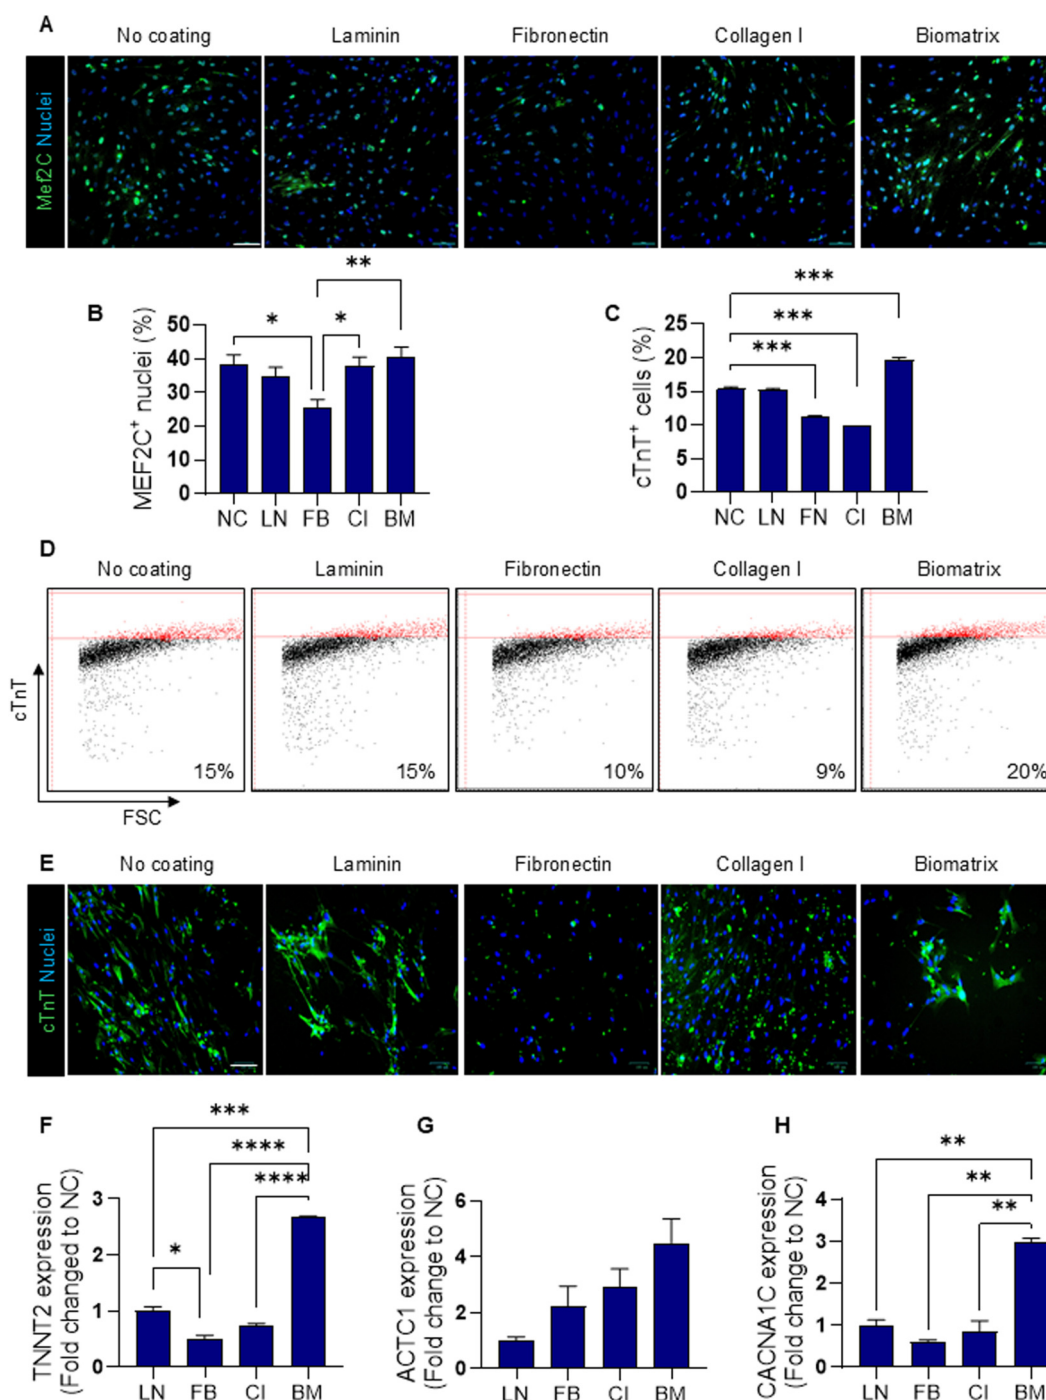 A
No coating
Laminin
Fibronectin
Collagen I
Biomatrix
Mef2C Nuclei
B
MEF2C+ nuclei (%)
50
40
30
20
10
0
*
*
**
NC LN FB CI BM
C
cTnT+ cells (%)
25
20
15
10
5
0
***
***
***
NC LN FN CI BM
D
No coating
Laminin
Fibronectin
Collagen I
Biomatrix
cTnT
FSC
15%
15%
10%
9%
20%
E
No coating
Laminin
Fibronectin
Collagen I
Biomatrix
cTnT Nuclei
F
TNNT2 expression
(Fold changed to NC)
3
2
1
0
***
****
****
*
LN FB CI BM
G
ACTC1 expression
(Fold change to NC)
6
4
2
0
LN FB CI BM
H
CACNA1C expression
(Fold change to NC)
4
3
2
1
0
**
**
**
LN FB CI BM